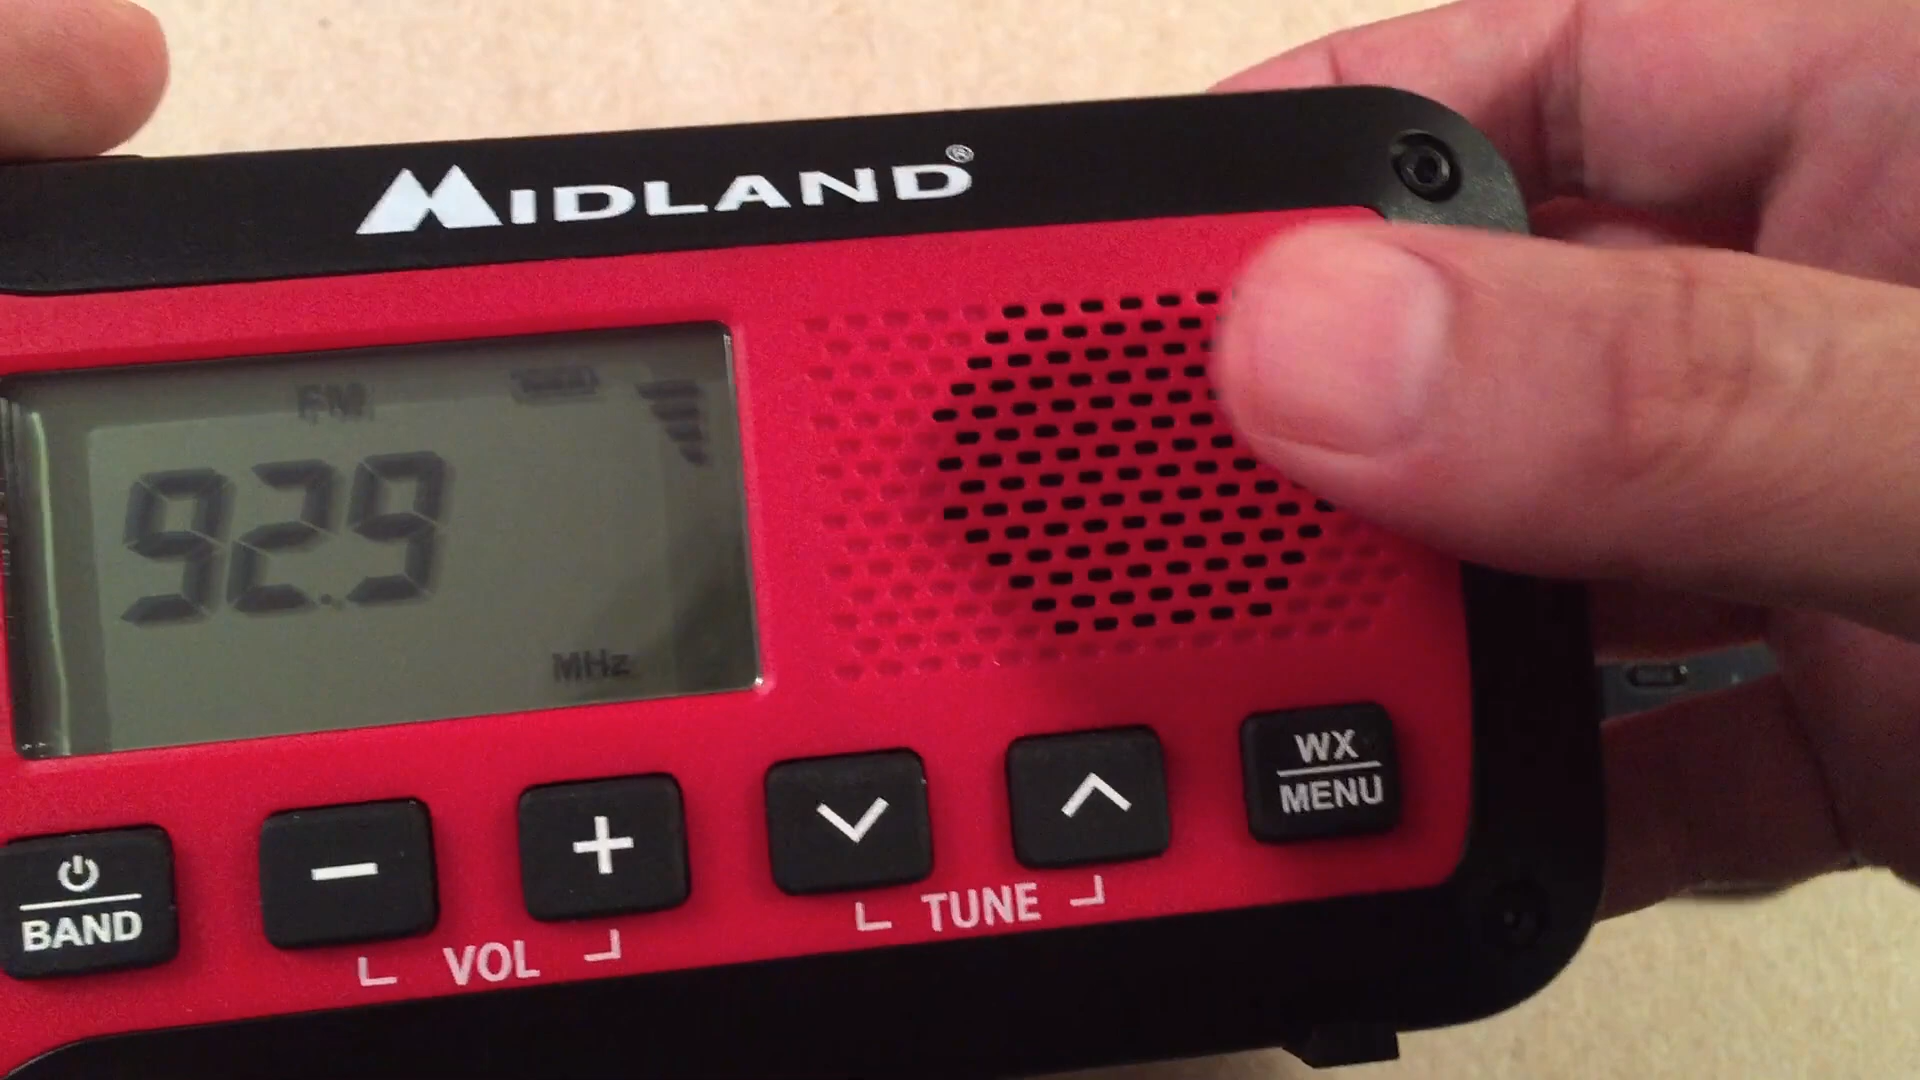 MIDLAND®
FM
92.9
MHz
WX
MENU
BAND
− + VOL
TUNE